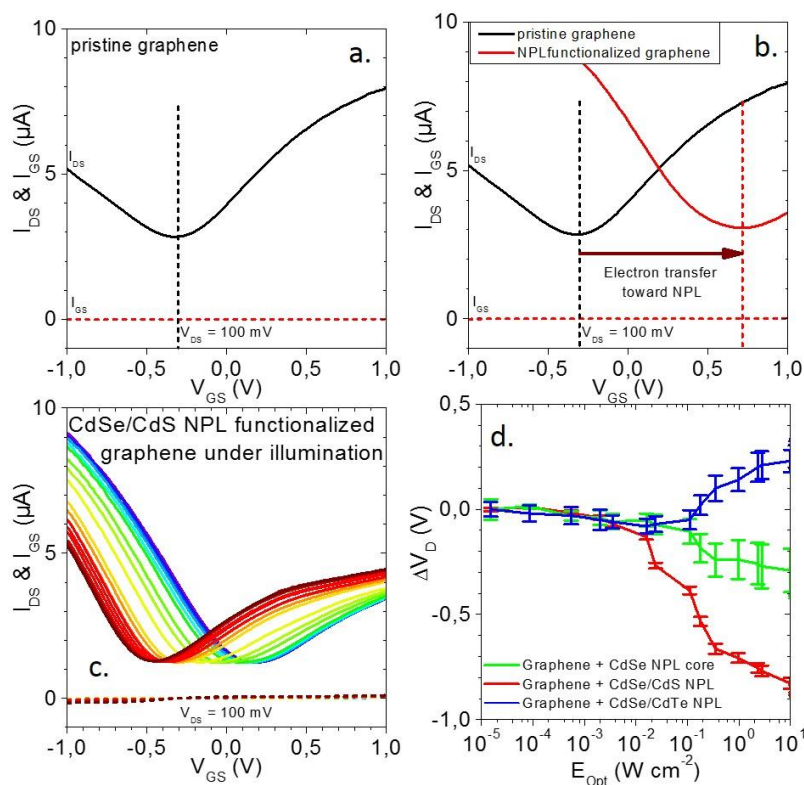 pristine graphene
a.
10
5
0
I_DS & I_GS (µA)
I_DS
I_GS
V_DS = 100 mV
-1,0
-0,5
0,0
0,5
1,0
V_GS (V)
pristine graphene
NPLfunctionalized graphene
b.
10
5
0
I_DS & I_GS (µA)
I_DS
Electron transfer
toward NPL
I_GS
V_DS = 100 mV
-1,0
-0,5
0,0
0,5
1,0
V_GS (V)
CdSe/CdS NPL functionalized
graphene under illumination
10
5
0
I_DS & I_GS (µA)
c.
V_DS = 100 mV
-1,0
-0,5
0,0
0,5
1,0
V_GS (V)
d.
0,5
0,0
-0,5
-1,0
ΔV_D (V)
Graphene + CdSe NPL core
Graphene + CdSe/CdS NPL
Graphene + CdSe/CdTe NPL
10⁻⁵
10⁻⁴
10⁻³
10⁻²
10⁻¹
10⁰
10¹
E_Opt (W cm⁻²)